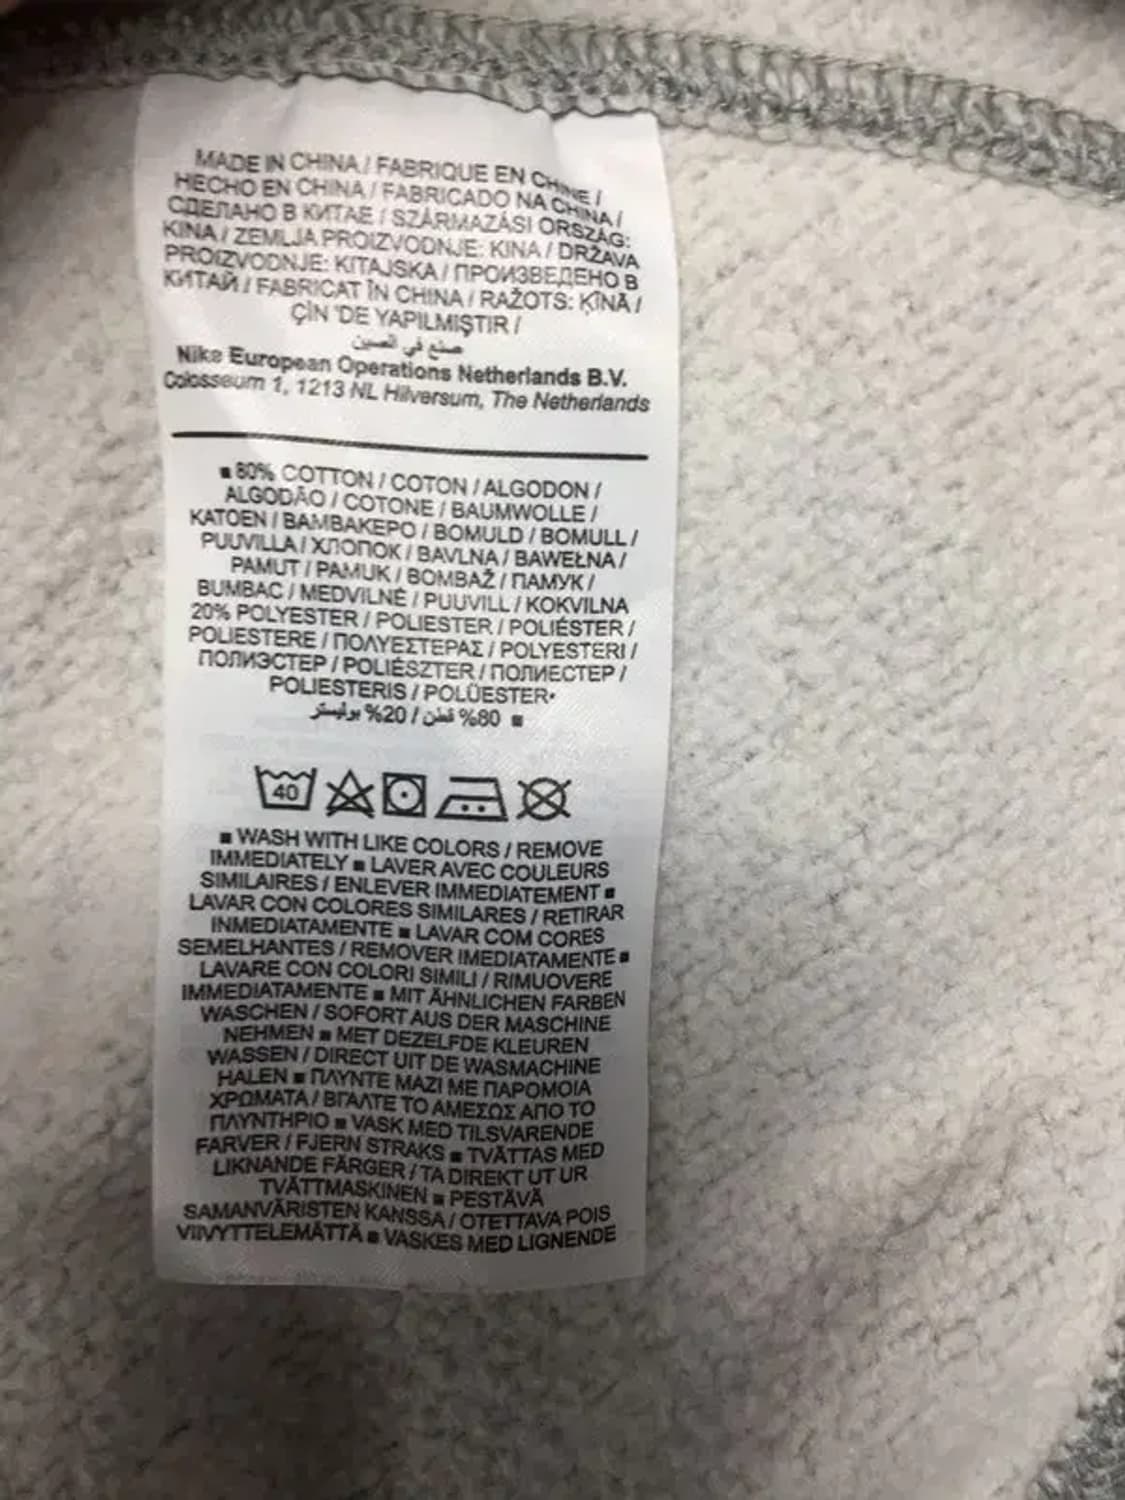 MADE IN CHINA / FABRIQUE EN CHINE /
HECHO EN CHINA / FABRICADO NA CHINA /
СДЕЛАНО В КИТАЕ / SZÁRMAZÁSI ORSZÁG:
KINA / ZEMLJA PROIZVODNJE: KINA / DRŽAVA
PROIZVODNJE: KITAJSKA / ПРОИЗВЕДЕНО В
КИТАЙ / FABRICAT ÎN CHINA / RAŽOTS: ĶĪNĀ /
ÇİN 'DE YAPILMIŞTIR /
صنع في الصين
Nike European Operations Netherlands B.V.
Colosseum 1, 1213 NL Hilversum, The Netherlands
■ 80% COTTON / COTON / ALGODON /
ALGODÃO / COTONE / BAUMWOLLE /
KATOEN / ΒΑΜΒΑΚΕΡΟ / BOMULD / BOMULL /
PUUVILLA / ХЛОПОК / BAVLNA / BAWEŁNA /
PAMUT / PAMUK / BOMBAŽ / ПАМУК /
BUMBAC / MEDVILNĖ / PUUVILL / KOKVILNA
20% POLYESTER / POLIESTER / POLIÉSTER /
POLIESTERE / ΠΟΛΥΕΣΤΕΡΑΣ / POLYESTERI /
ПОЛИЭСТЕР / POLIÉSZTER / ПОЛИЕСТЕР /
POLIESTERIS / POLÜESTER•
■ 80% قطن / 20% بوليستر
40
■ WASH WITH LIKE COLORS / REMOVE
IMMEDIATELY ■ LAVER AVEC COULEURS
SIMILAIRES / ENLEVER IMMEDIATEMENT ■
LAVAR CON COLORES SIMILARES / RETIRAR
INMEDIATAMENTE ■ LAVAR COM CORES
SEMELHANTES / REMOVER IMEDIATAMENTE ■
LAVARE CON COLORI SIMILI / RIMUOVERE
IMMEDIATAMENTE ■ MIT ÄHNLICHEN FARBEN
WASCHEN / SOFORT AUS DER MASCHINE
NEHMEN ■ MET DEZELFDE KLEUREN
WASSEN / DIRECT UIT DE WASMACHINE
HALEN ■ ΠΛΥΝΤΕ ΜΑΖΙ ΜΕ ΠΑΡΟΜΟΙΑ
ΧΡΩΜΑΤΑ / ΒΓΑΛΤΕ ΤΟ ΑΜΕΣΩΣ ΑΠΟ ΤΟ
ΠΛΥΝΤΗΡΙΟ ■ VASK MED TILSVARENDE
FARVER / FJERN STRAKS ■ TVÄTTAS MED
LIKNANDE FÄRGER / TA DIREKT UT UR
TVÄTTMASKINEN ■ PESTÄVÄ
SAMANVÄRISTEN KANSSA / OTETTAVA POIS
VIIVYTTELEMÄTTÄ ■ VASKES MED LIGNENDE